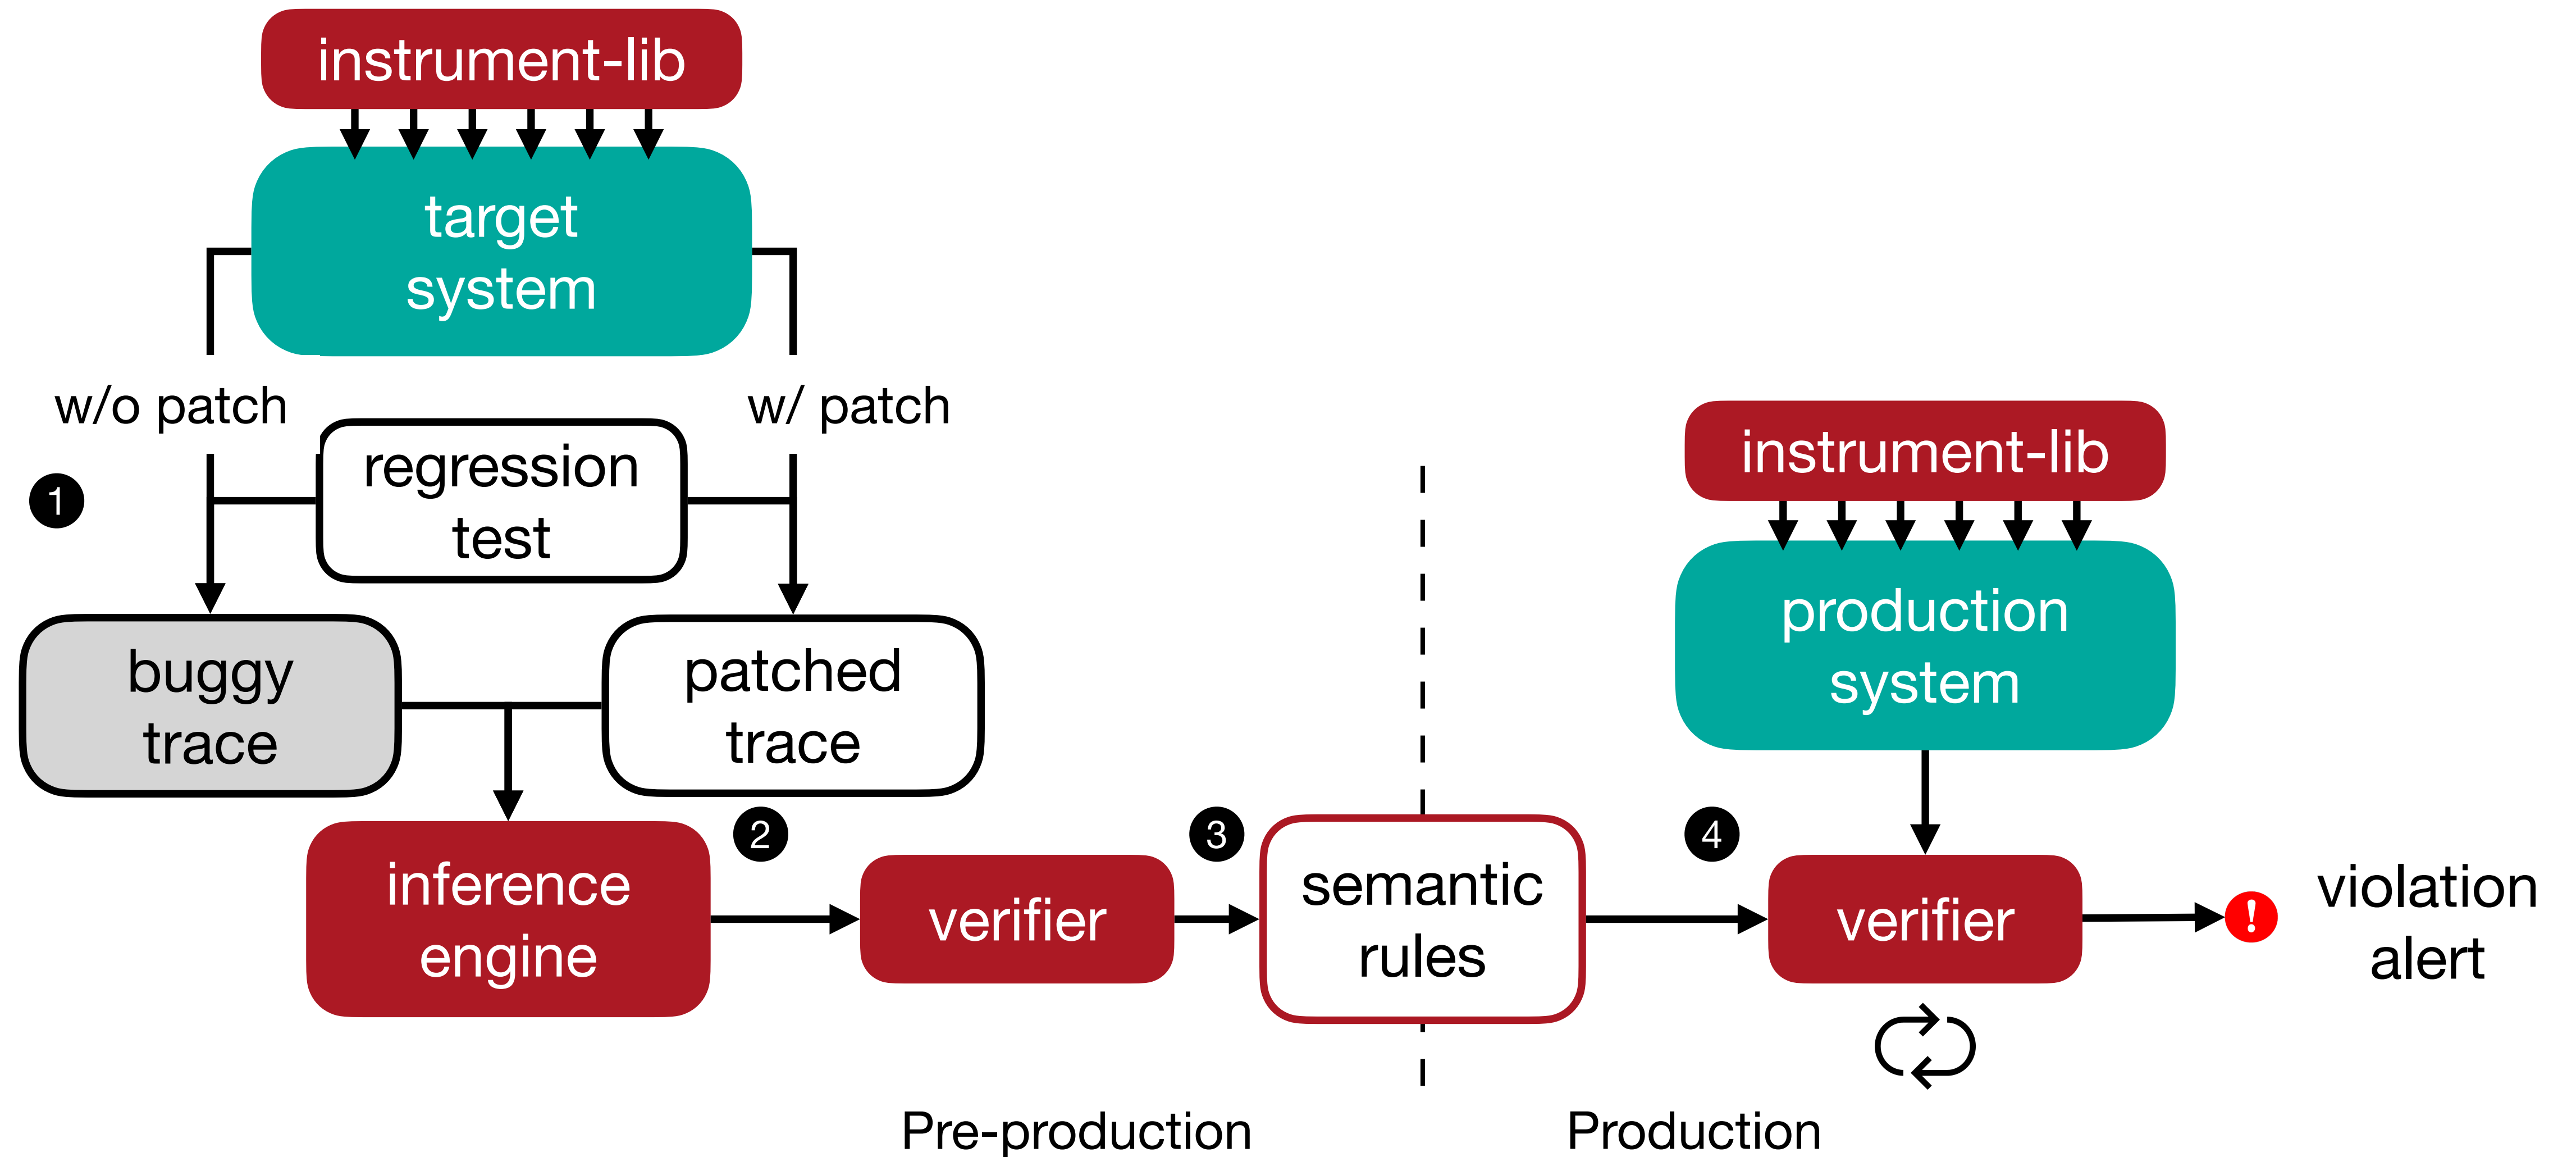 instrument-lib
target
system
w/o patch
w/ patch
regression
test
1
buggy
trace
patched
trace
inference
engine
2
verifier
3
semantic
rules
instrument-lib
production
system
4
verifier
!
violation
alert
Pre-production
Production